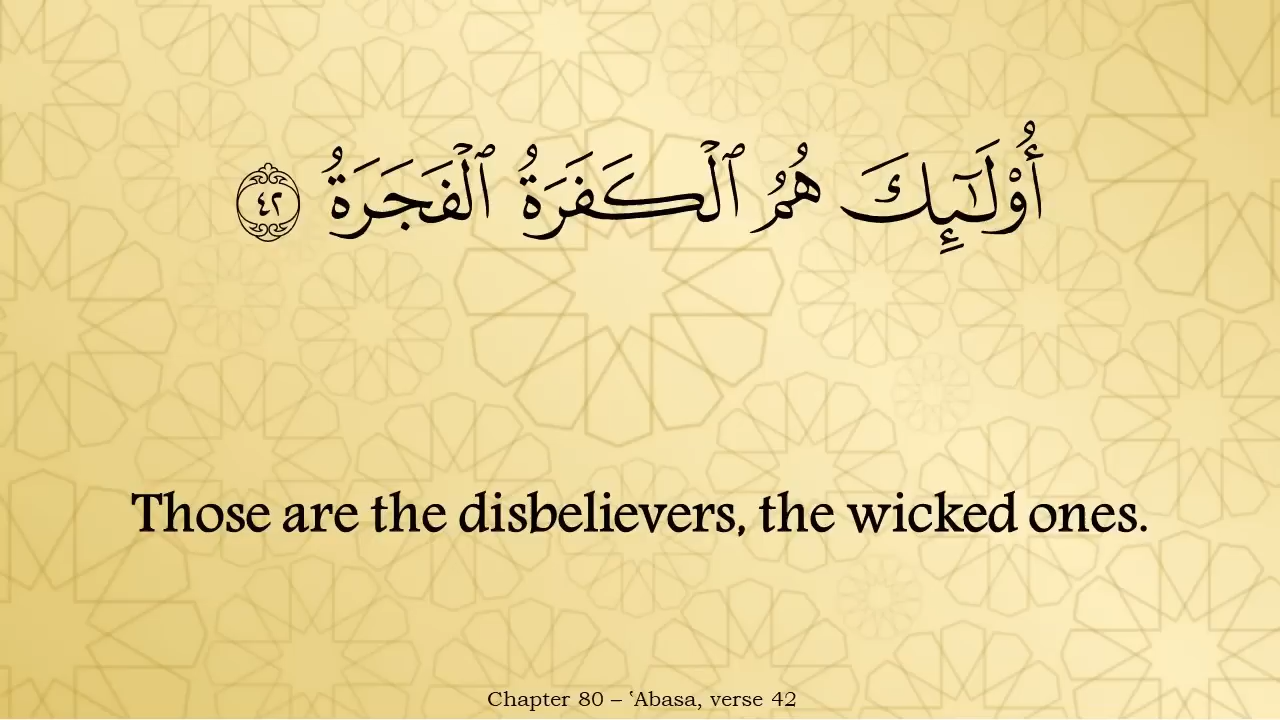 أُو۟لَـٰٓئِكَ هُمُ ٱلْكَفَرَةُ ٱلْفَجَرَةُ ٤٢
Those are the disbelievers, the wicked ones.
Chapter 80 – ʿAbasa, verse 42